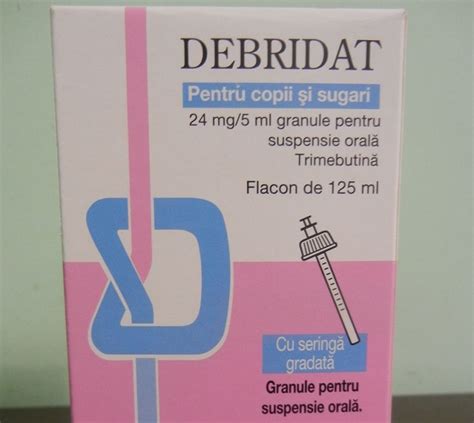 DEBRIDAT
Pentru copii şi sugari
24 mg/5 ml granule pentru
suspensie orală
Trimebutină
Flacon de 125 ml
Cu seringă
gradată
Granule pentru
suspensie orală.